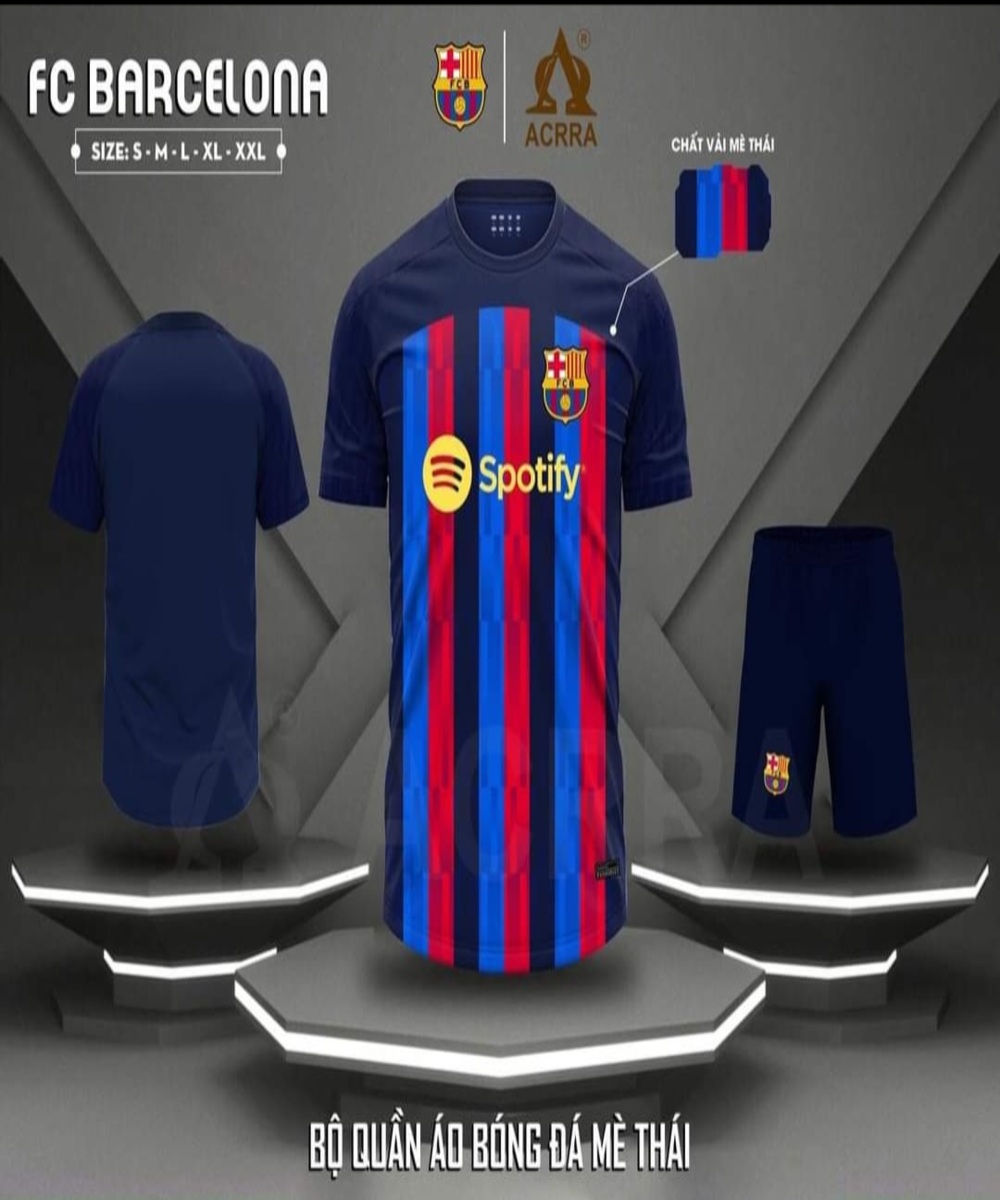 FC BARCELONA
SIZE: S - M - L - XL - XXL
FCB
®
ACRRA
CHẤT VẢI MÈ THÁI
FCB
Spotify
ACRRA
BỘ QUẦN ÁO BÓNG ĐÁ MÈ THÁI